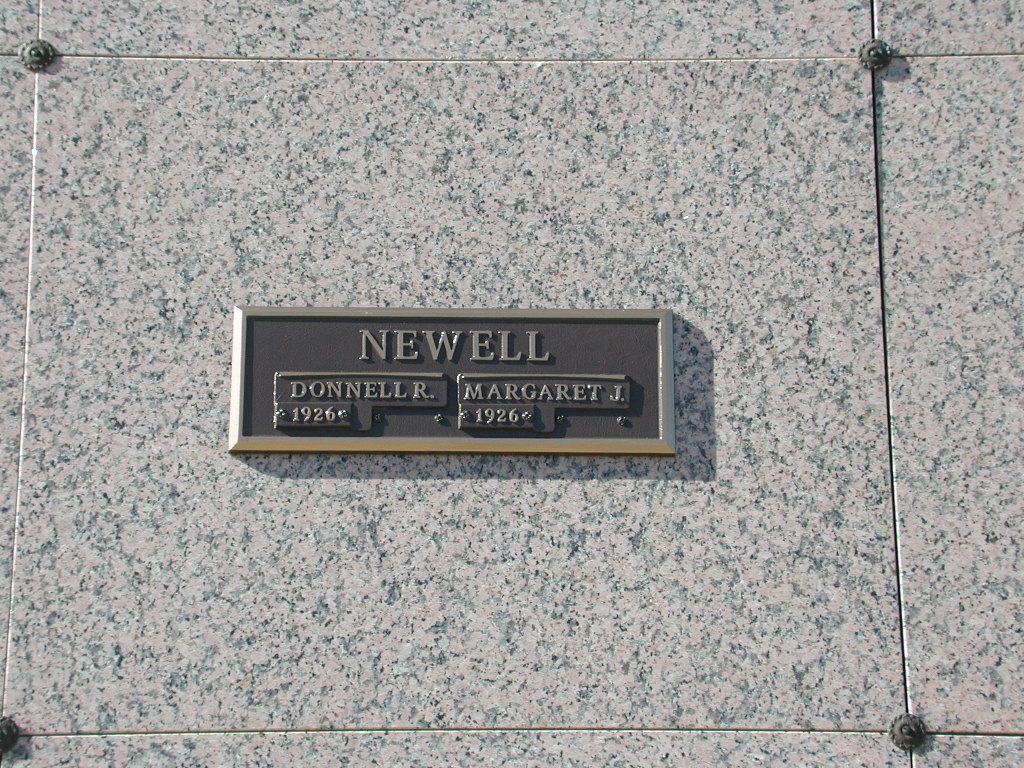 NEWELL
DONNELL R. MARGARET J.
1926 1926